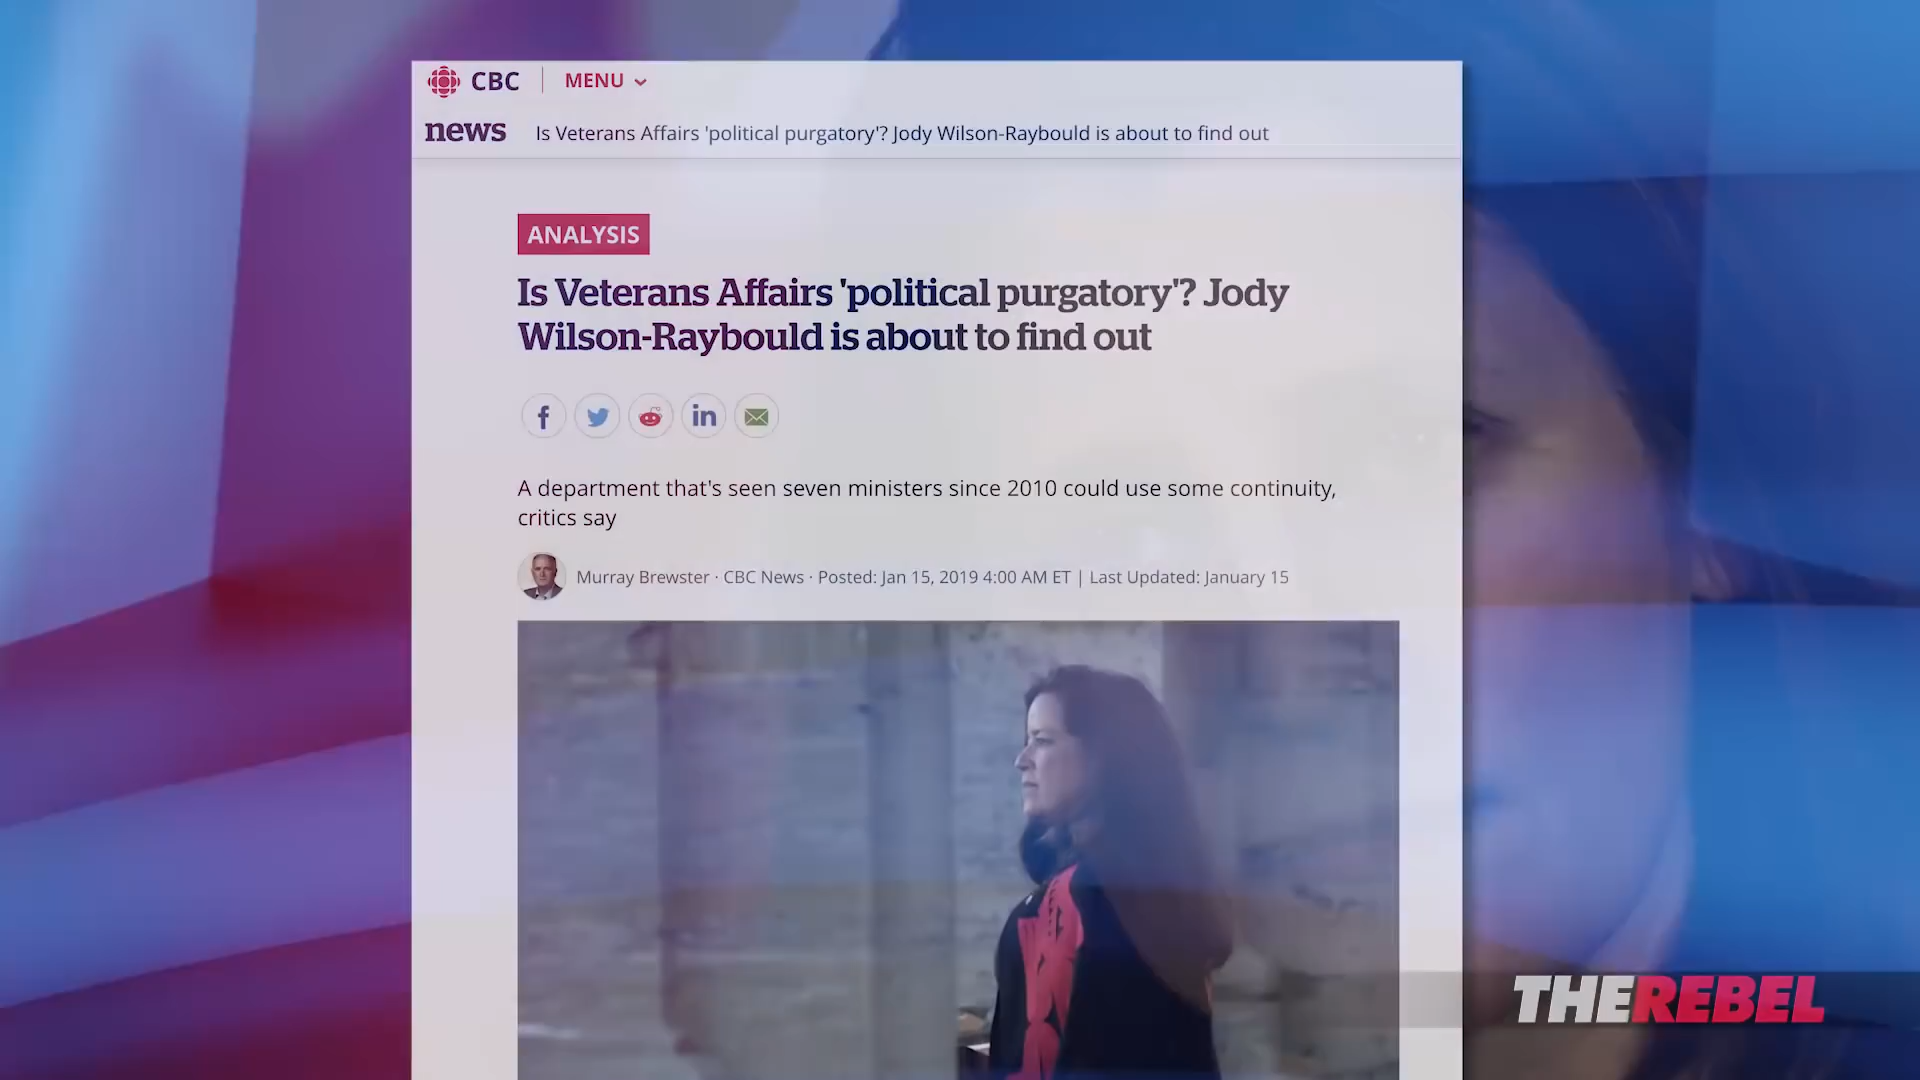 CBC MENU
news Is Veterans Affairs 'political purgatory'? Jody Wilson-Raybould is about to find out
ANALYSIS
Is Veterans Affairs 'political purgatory'? Jody
Wilson-Raybould is about to find out
f in
A department that's seen seven ministers since 2010 could use some continuity,
critics say
Murray Brewster · CBC News · Posted: Jan 15, 2019 4:00 AM ET | Last Updated: January 15
THEREBEL